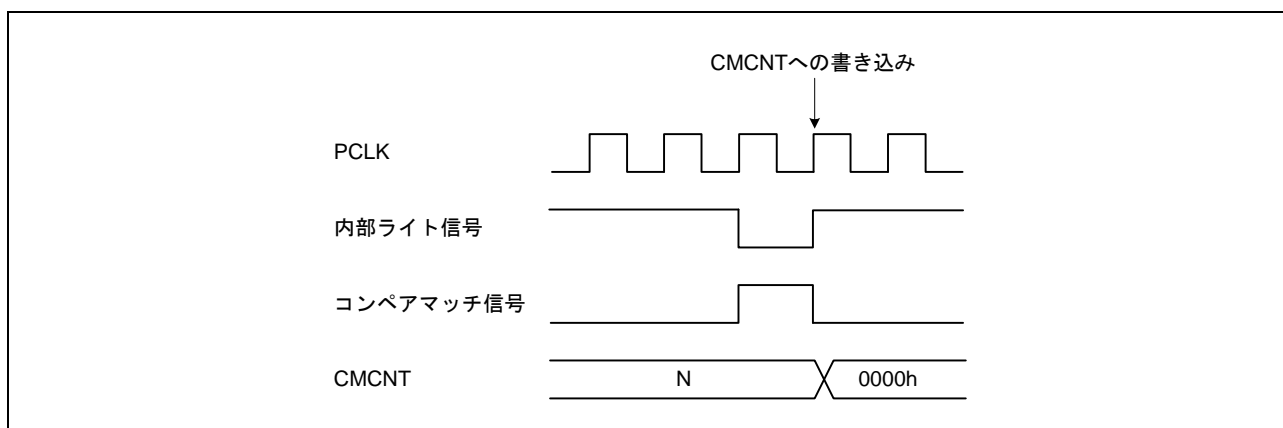 CMCNTへの書き込み
PCLK
内部ライト信号
コンペアマッチ信号
CMCNT
N
0000h